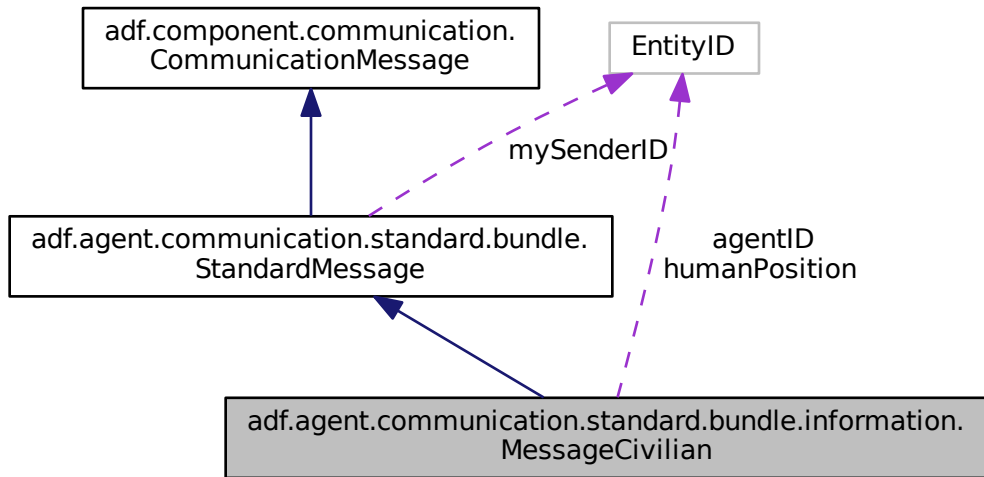 adf.component.communication.
CommunicationMessage
EntityID
mySenderID
adf.agent.communication.standard.bundle.
StandardMessage
agentID
humanPosition
adf.agent.communication.standard.bundle.information.
MessageCivilian